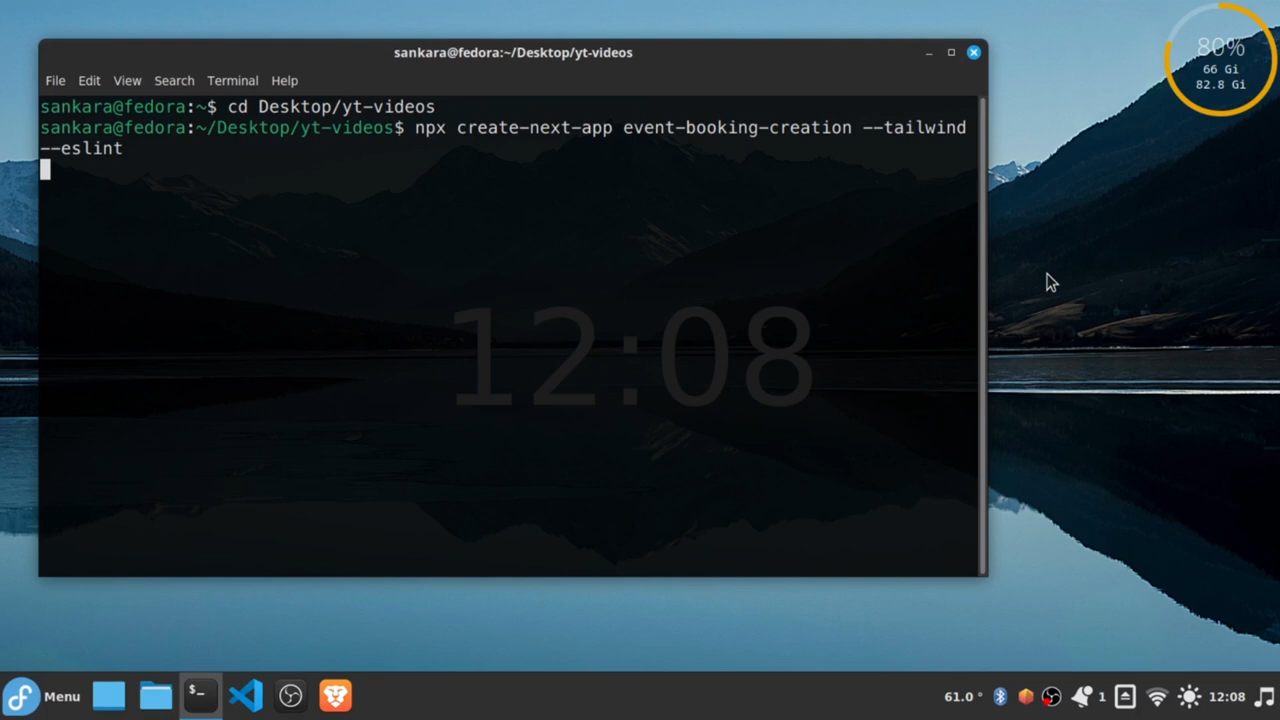 sankara@fedora:~/Desktop/yt-videos
80%
66 Gi
82.8 Gi
File Edit View Search Terminal Help
sankara@fedora:~$ cd Desktop/yt-videos
sankara@fedora:~/Desktop/yt-videos$ npx create-next-app event-booking-creation --tailwind
--eslint
12:08
$-
Menu
61.0 °
1
12:08